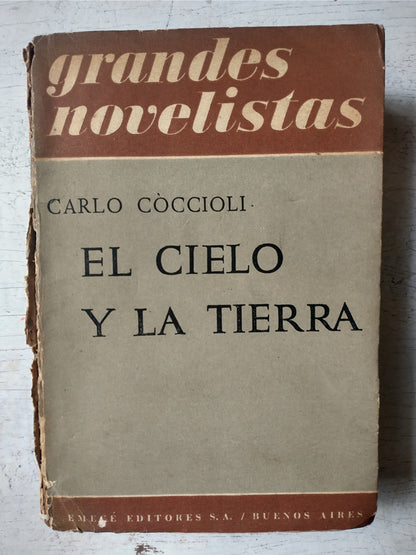 grandes
novelistas
CARLO CÒCCIOLI
EL CIELO
Y LA TIERRA
EMECÉ EDITORES S.A. / BUENOS AIRES